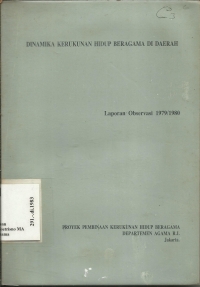 DINAMIKA KERUKUNAN HIDUP BERAGAMA DI DAERAH
Laporan Observasi 1979/1980
PROYEK PEMBINAAN KERUKUNAN HIDUP BERAGAMA
DEPARTEMEN AGAMA R.I.
Jakarta.